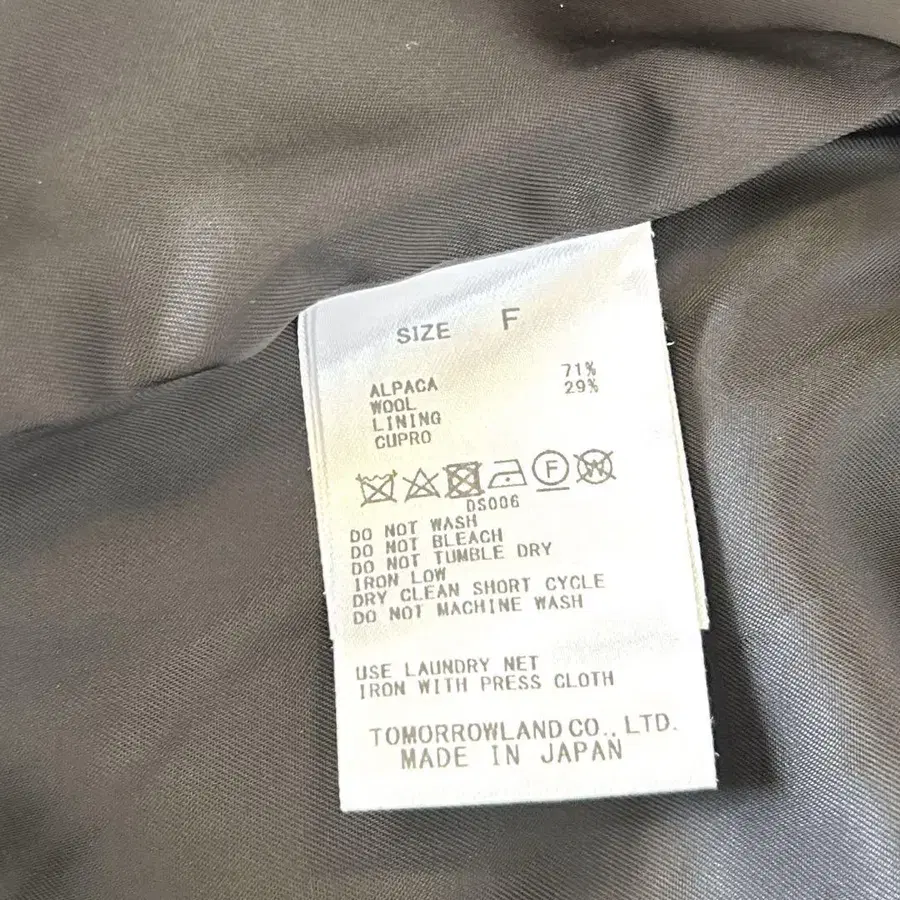 SIZE F
ALPACA 71%
WOOL 29%
LINING
CUPRO
F W
DS006
DO NOT WASH
DO NOT BLEACH
DO NOT TUMBLE DRY
IRON LOW
DRY CLEAN SHORT CYCLE
DO NOT MACHINE WASH
USE LAUNDRY NET
IRON WITH PRESS CLOTH
TOMORROWLAND CO., LTD.
MADE IN JAPAN